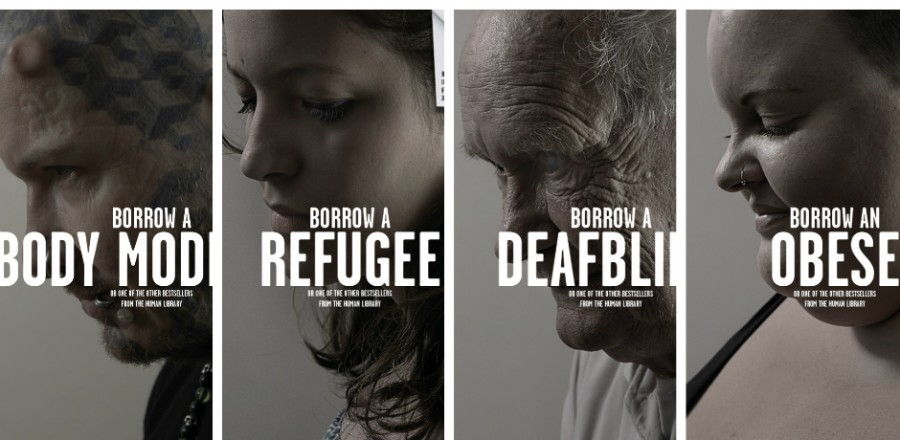 BORROW A
BODY MODI
OR ONE OF THE OTHER BESTSELLERS
FROM THE HUMAN LIBRARY
BORROW A
REFUGEE
OR ONE OF THE OTHER BESTSELLERS
FROM THE HUMAN LIBRARY
BORROW A
DEAFBLI
OR ONE OF THE OTHER BESTSELLERS
FROM THE HUMAN LIBRARY
BORROW AN
OBESE
OR ONE OF THE OTHER BESTSELLERS
FROM THE HUMAN LIBRARY